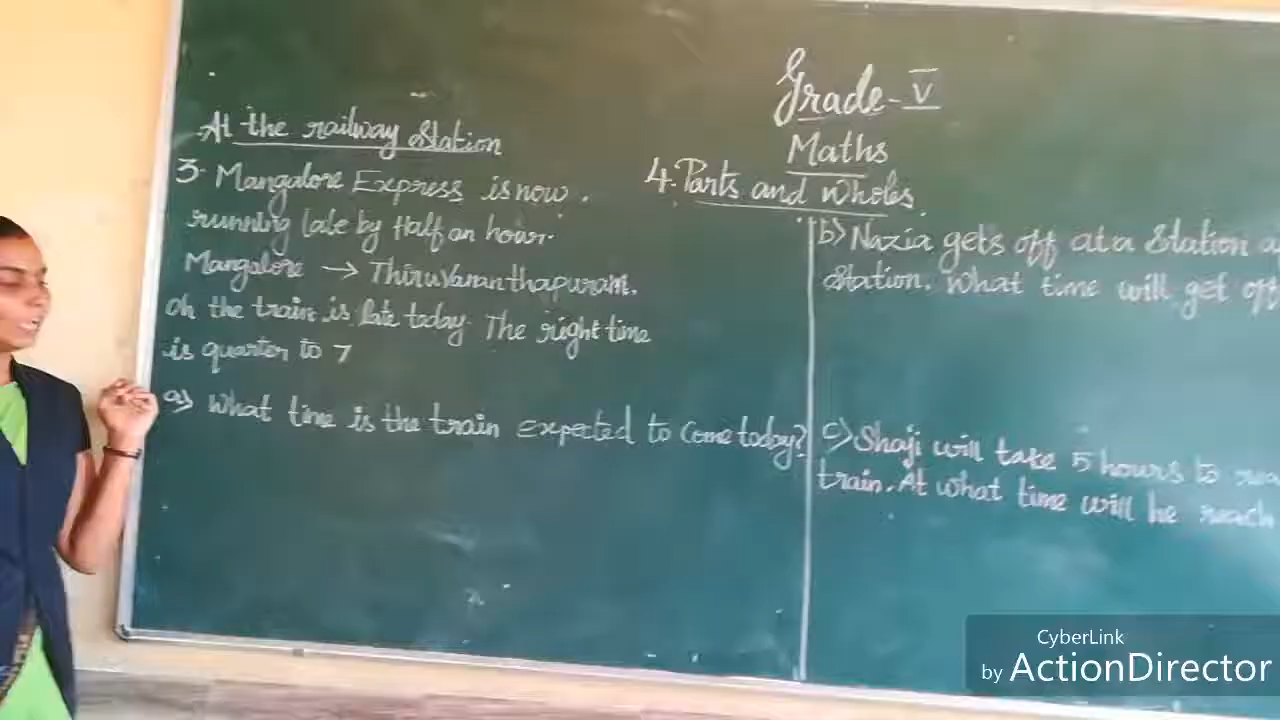 Grade-V
Maths
4. Parts and Wholes
At the railway Station
3. Mangalore Express is now
running late by Half an hour.
Mangalore → Thiruvananthapuram.
Oh the train is late today. The right time
is quarter to 7
a) What time is the train expected to come today?
b) Nazia gets off at a Station
Station. What time will get off
c) Shaji will take 5 hours to
train. At what time will he reach
CyberLink
by ActionDirector